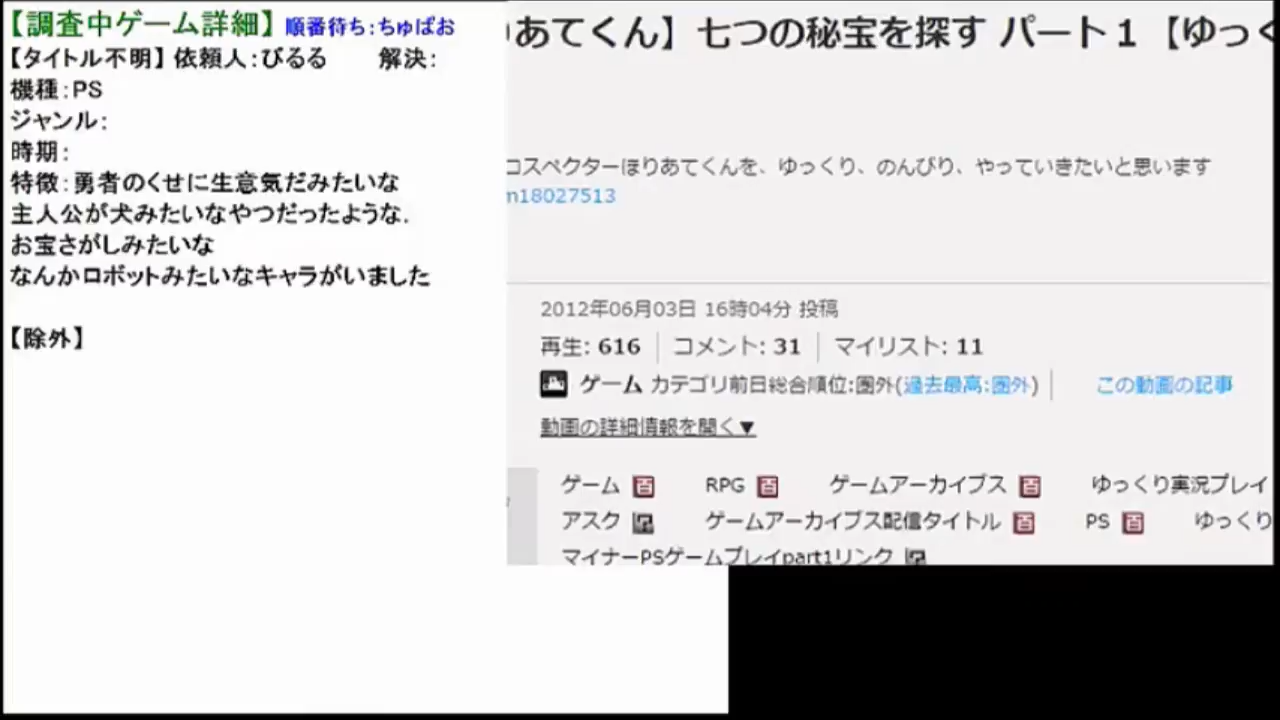 【調査中ゲーム詳細】 順番待ち:ちゅばお
【タイトル不明】 依頼人:びるる 解決:
機種:PS
ジャンル:
時期:
特徴:勇者のくせに生意気だみたいな
主人公が犬みたいなやつだったような.
お宝さがしみたいな
なんかロボットみたいなキャラがいました
【除外】
あてくん】七つの秘宝を探す パート1 【ゆっく
コスペクターほりあてくんを、ゆっくり、のんびり、やっていきたいと思います
m18027513
2012年06月03日 16時04分 投稿
再生: 616 コメント: 31 マイリスト: 11
ゲーム カテゴリ前日総合順位:圏外(過去最高:圏外) この動画の記事
動画の詳細情報を開く▼
ゲーム 百 RPG 百 ゲームアーカイブス 百 ゆっくり実況プレイ
アスク ゲームアーカイブス配信タイトル 百 PS 百 ゆっくり
マイナーPSゲームプレイpart1リンク